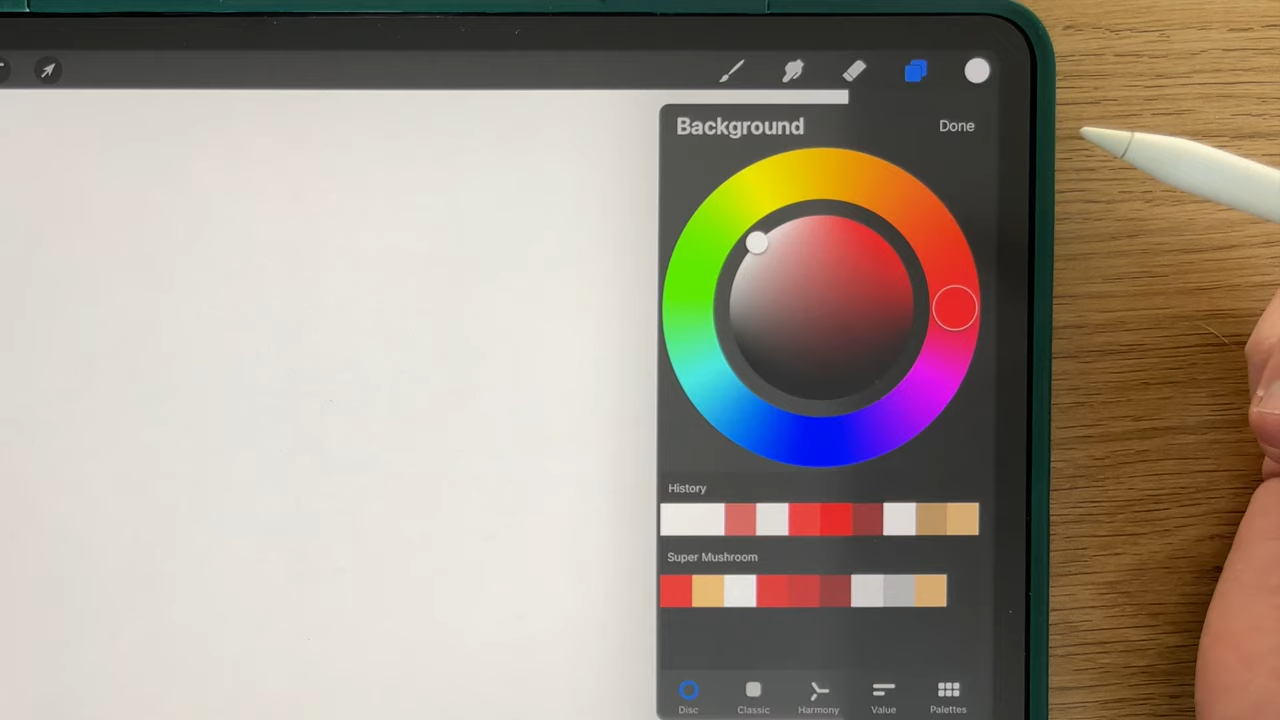 Background
Done
History
Super Mushroom
Disc
Classic
Harmony
Value
Palettes